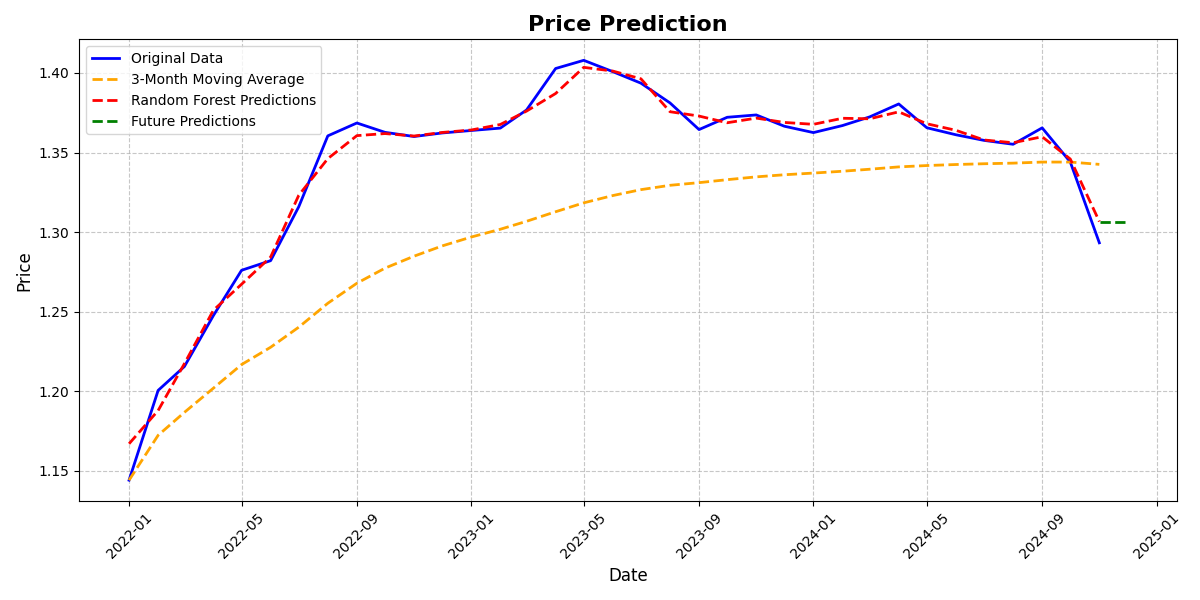 Price Prediction
Original Data
3-Month Moving Average
Random Forest Predictions
Future Predictions
Price
1.40
1.35
1.30
1.25
1.20
1.15
2022-01
2022-05
2022-09
2023-01
2023-05
2023-09
2024-01
2024-05
2024-09
2025-01
Date